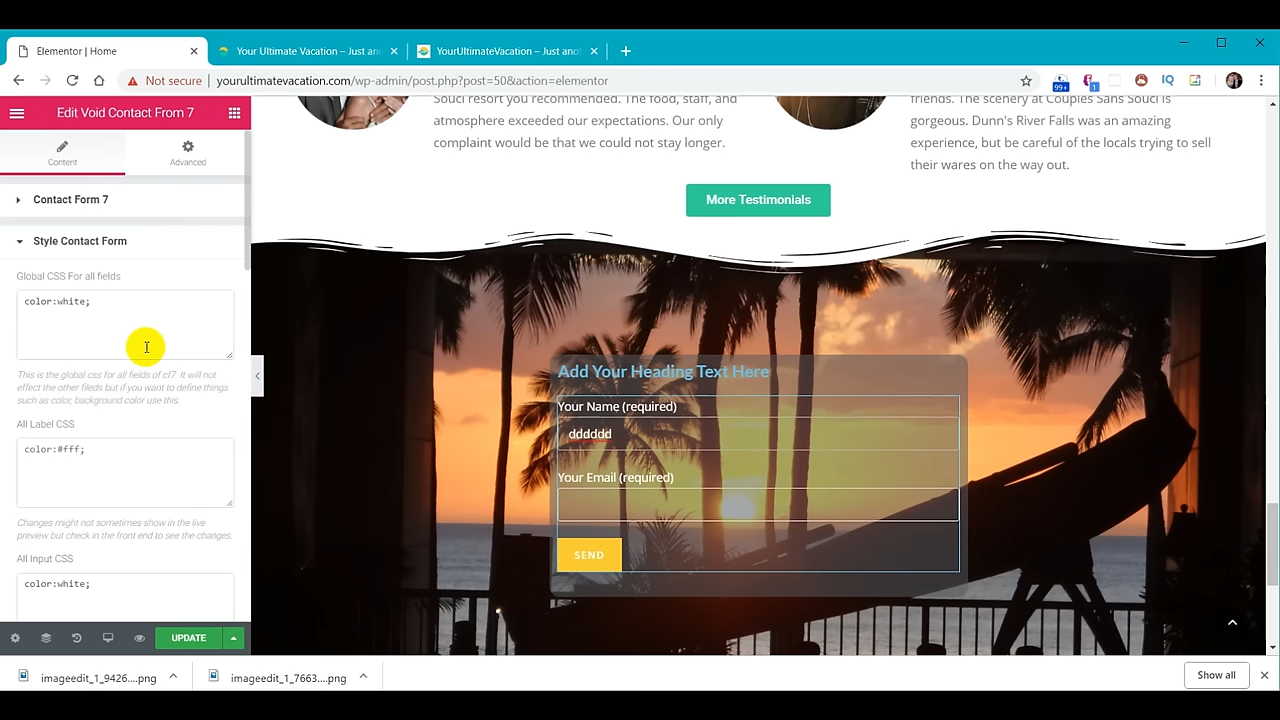 Elementor | Home
Your Ultimate Vacation – Just an
YourUltimateVacation – Just anot
Not secure
yourultimatevacation.com/wp-admin/post.php?post=50&action=elementor
99+
1
IQ
Edit Void Contact From 7
Content
Advanced
Contact Form 7
Style Contact Form
Global CSS For all fields
color:white;
This is the global css for all fields of cf7. It will not
effect the other fileds but if you want to define things
such as color, background color use this.
All Label CSS
color:#fff;
Changes might not sometimes show in the live
preview but check in the front end to see the changes.
All Input CSS
color:white;
UPDATE
Souci resort you recommended. The food, staff, and
atmosphere exceeded our expectations. Our only
complaint would be that we could not stay longer.
friends. The scenery at Couples Sans Souci is
gorgeous. Dunn's River Falls was an amazing
experience, but be careful of the locals trying to sell
their wares on the way out.
More Testimonials
Add Your Heading Text Here
Your Name (required)
dddddd
Your Email (required)
SEND
imageedit_1_9426....png
imageedit_1_7663....png
Show all